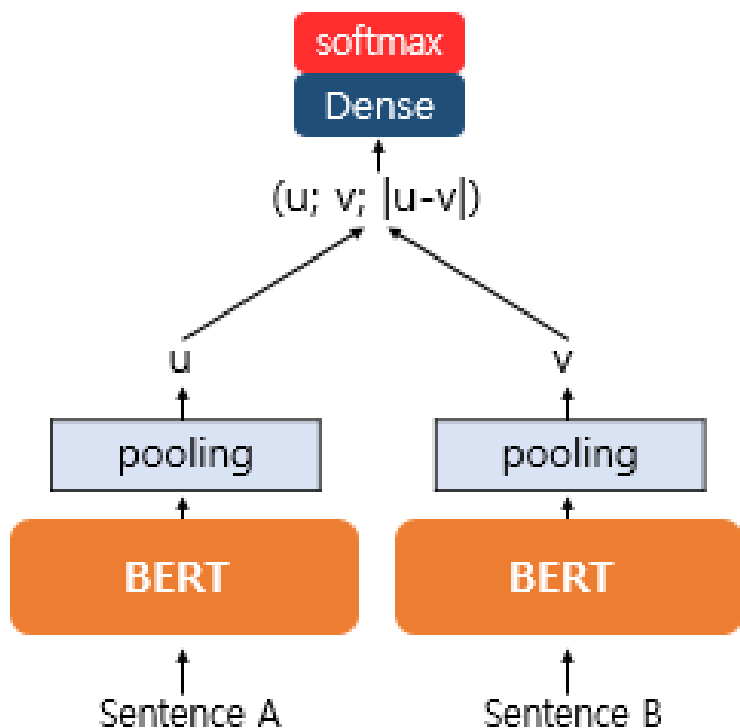 softmax
Dense
(u; v; |u-v|)
u v
pooling pooling
BERT BERT
Sentence A Sentence B